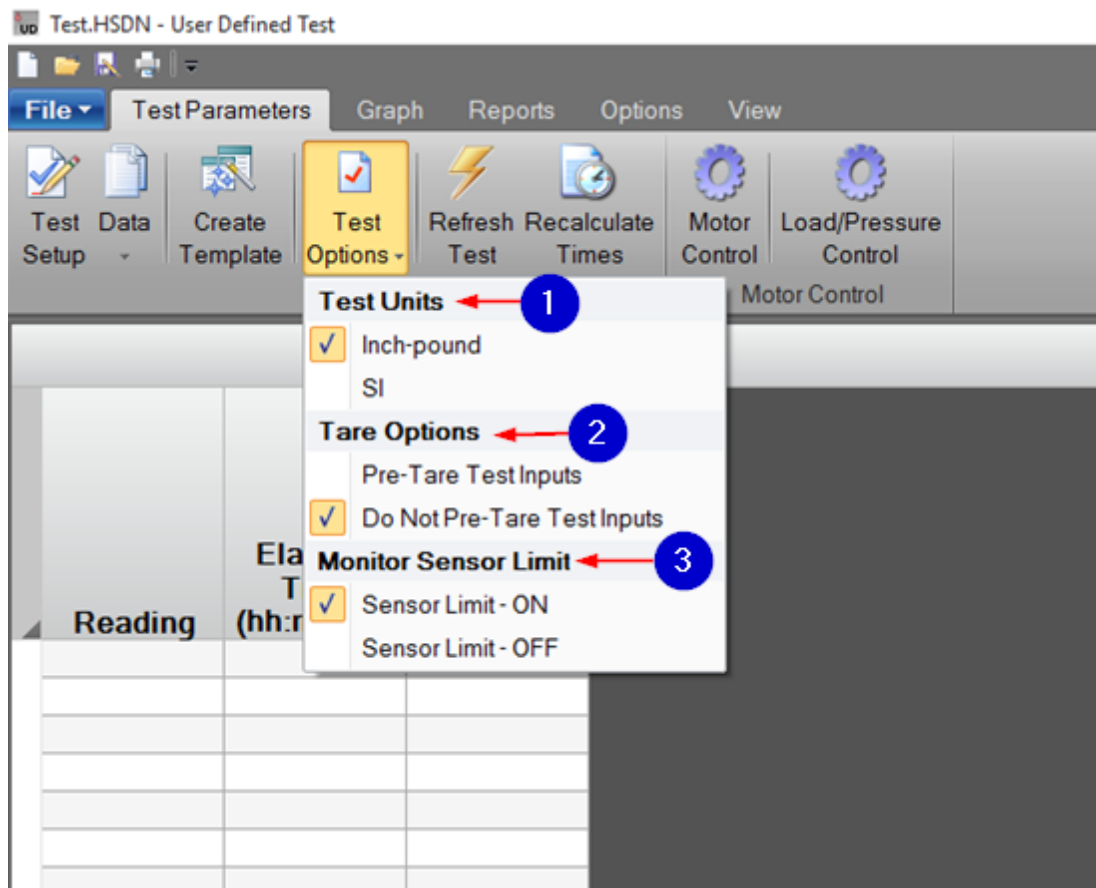 UD Test.HSDN - User Defined Test
File Test Parameters Graph Reports Options View
Test Setup
Data
Create Template
Test Options
Refresh Test
Recalculate Times
Motor Control
Load/Pressure Control
Motor Control
Test Units 1
Inch-pound
SI
Tare Options 2
Pre-Tare Test Inputs
Do Not Pre-Tare Test Inputs
Monitor Sensor Limit 3
Sensor Limit - ON
Sensor Limit - OFF
Reading